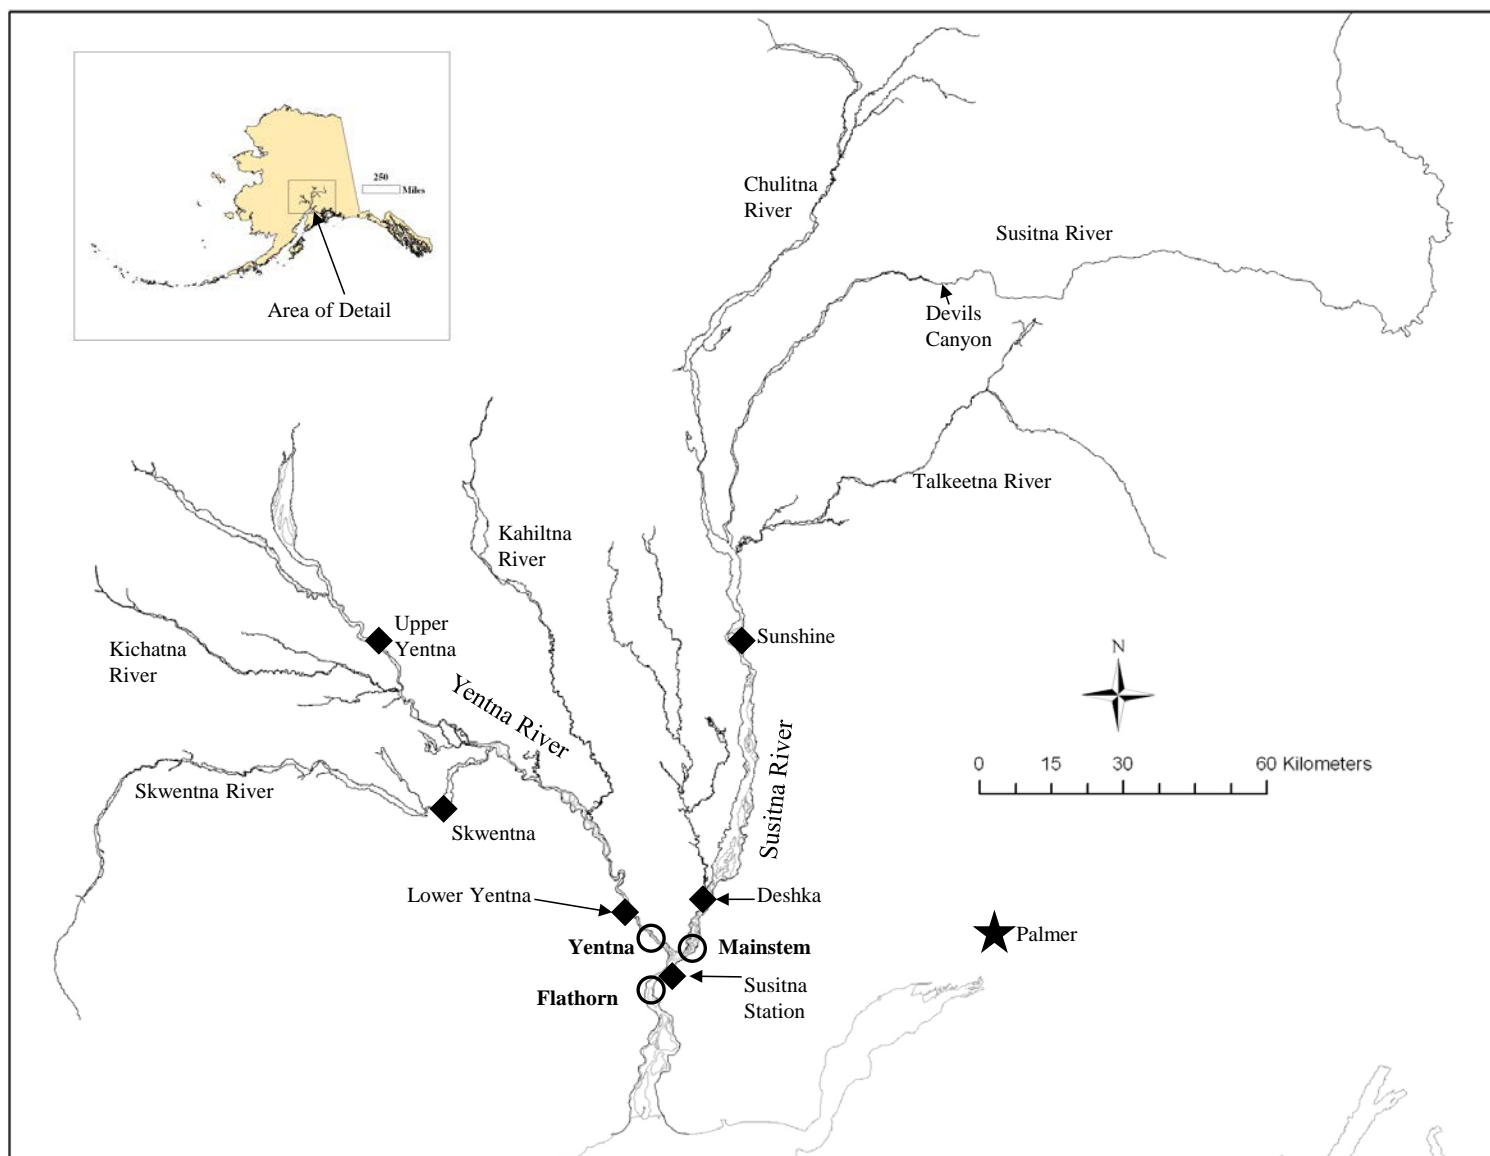 250
Miles
Area of Detail
Chulitna
River
Susitna River
Devils
Canyon
Talkeetna River
Kahiltna
River
Upper
Yentna
Kichatna
River
Sunshine
N
Yentna River
Susitna River
0 15 30 60 Kilometers
Skwentna River
Skwentna
Lower Yentna
Deshka
Yentna
Mainstem
Palmer
Flathorn
Susitna
Station